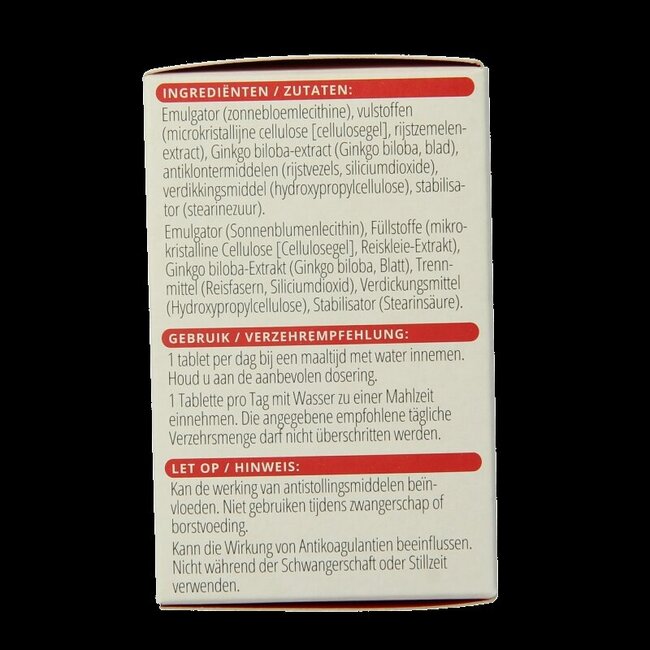 INGREDIËNTEN / ZUTATEN:
Emulgator (zonnebloemlecithine), vulstoffen
(microkristallijne cellulose [cellulosegel], rijstzemelen-
extract), Ginkgo biloba-extract (Ginkgo biloba, blad),
antiklontermiddelen (rijstvezels, siliciumdioxide),
verdikkingsmiddel (hydroxypropylcellulose), stabilisa-
tor (stearinezuur).
Emulgator (Sonnenblumenlecithin), Füllstoffe (mikro-
kristalline Cellulose [Cellulosegel], Reiskleie-Extrakt),
Ginkgo biloba-Extrakt (Ginkgo biloba, Blatt), Trenn-
mittel (Reisfasern, Siliciumdioxid), Verdickungsmittel
(Hydroxypropylcellulose), Stabilisator (Stearinsäure).
GEBRUIK / VERZEHREMPFEHLUNG:
1 tablet per dag bij een maaltijd met water innemen.
Houd u aan de aanbevolen dosering.
1 Tablette pro Tag mit Wasser zu einer Mahlzeit
einnehmen. Die angegebene empfohlene tägliche
Verzehrsmenge darf nicht überschritten werden.
LET OP / HINWEIS:
Kan de werking van antistollingsmiddelen beïn-
vloeden. Niet gebruiken tijdens zwangerschap of
borstvoeding.
Kann die Wirkung von Antikoagulantien beeinflussen.
Nicht während der Schwangerschaft oder Stillzeit
verwenden.